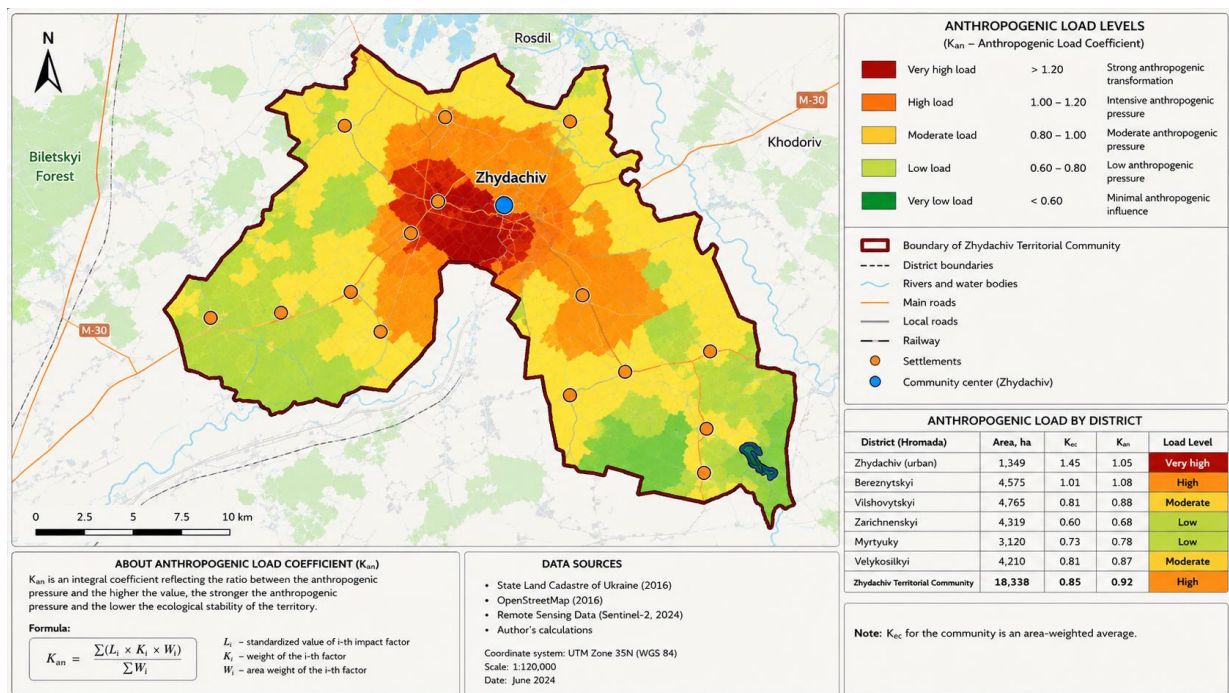 N
Rosdil
M-30
Khodoriv
Biletskyi
Forest
Zhydachiv
M-30
0 2.5 5 7.5 10 km
ANTHROPOGENIC LOAD LEVELS
(Kan – Anthropogenic Load Coefficient)
Very high load > 1.20 Strong anthropogenic
transformation
High load 1.00 – 1.20 Intensive anthropogenic
pressure
Moderate load 0.80 – 1.00 Moderate anthropogenic
pressure
Low load 0.60 – 0.80 Low anthropogenic
pressure
Very low load < 0.60 Minimal anthropogenic
influence
Boundary of Zhydachiv Territorial Community
District boundaries
Rivers and water bodies
Main roads
Local roads
Railway
Settlements
Community center (Zhydachiv)
ANTHROPOGENIC LOAD BY DISTRICT
District (Hromada) Area, ha Kec Kan Load Level
Zhydachiv (urban) 1,349 1.45 1.05 Very high
Bereznytskyi 4,575 1.01 1.08 High
Vilshovytskyi 4,765 0.81 0.88 Moderate
Zarichnenskyi 4,319 0.60 0.68 Low
Myrtyuky 3,120 0.73 0.78 Low
Velykosilkyi 4,210 0.81 0.87 Moderate
Zhydachiv Territorial Community 18,338 0.85 0.92 High
Note: Kec for the community is an area-weighted average.
ABOUT ANTHROPOGENIC LOAD COEFFICIENT (Kan)
Kan is an integral coefficient reflecting the ratio between the anthropogenic
pressure and the higher the value, the stronger the anthropogenic
pressure and the lower the ecological stability of the territory.
Formula:
Kan = ∑(Li × Ki × Wi) / ∑Wi
Li – standardized value of i-th impact factor
Ki – weight of the i-th factor
Wi – area weight of the i-th factor
DATA SOURCES
• State Land Cadastre of Ukraine (2016)
• OpenStreetMap (2016)
• Remote Sensing Data (Sentinel-2, 2024)
• Author's calculations
Coordinate system: UTM Zone 35N (WGS 84)
Scale: 1:120,000
Date: June 2024